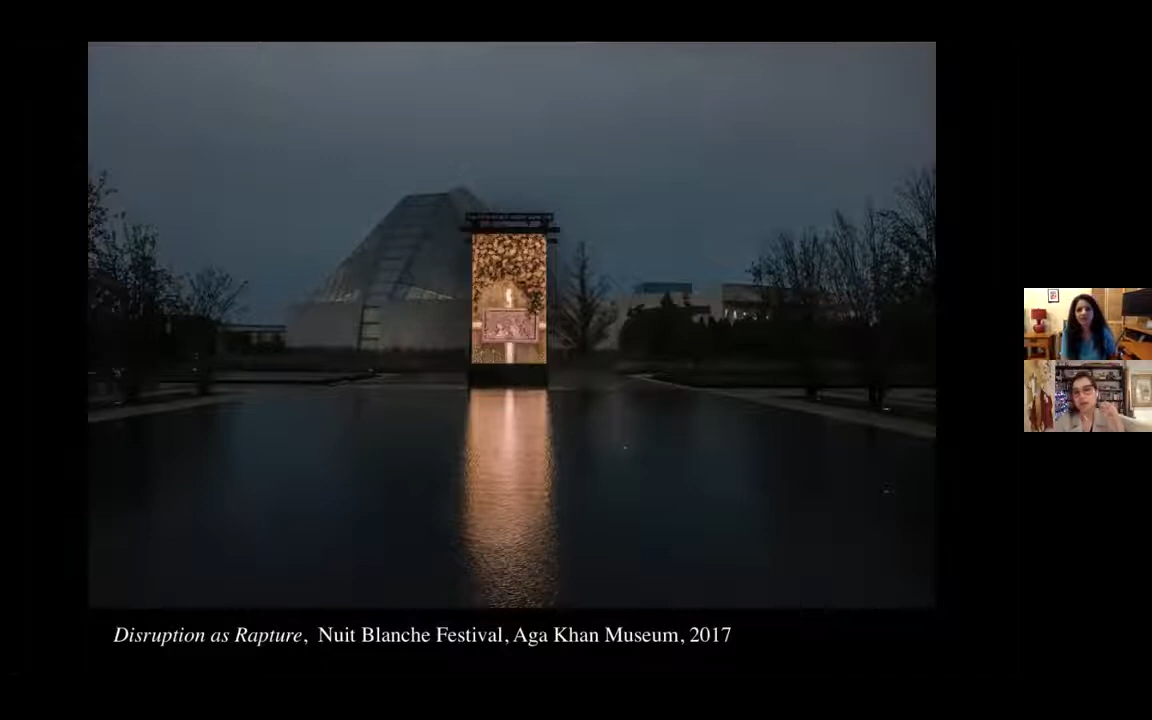 Disruption as Rapture, Nuit Blanche Festival, Aga Khan Museum, 2017